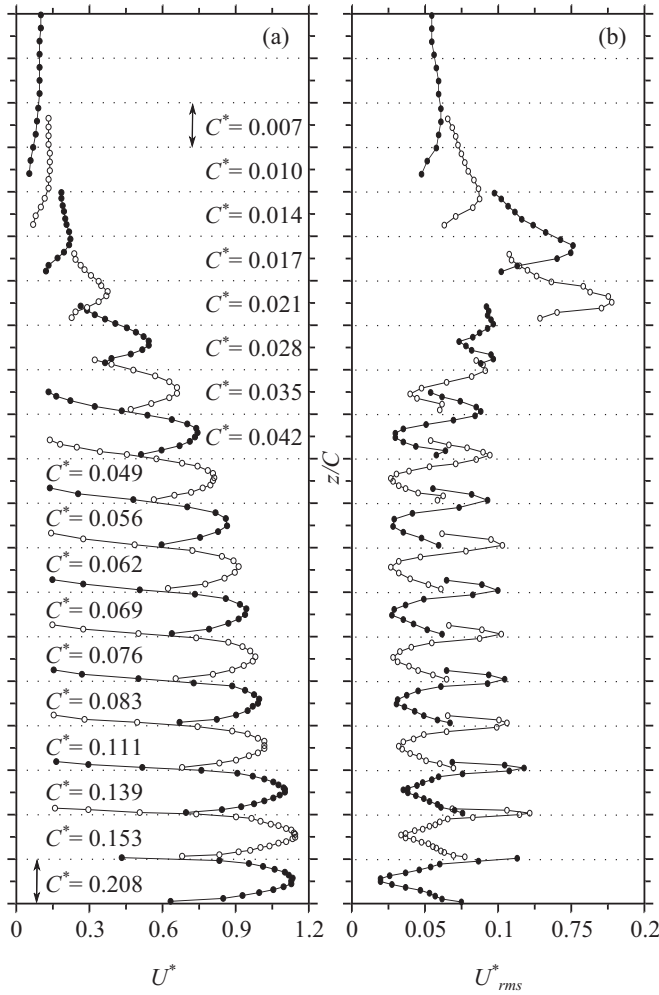 (a)
(b)
C* = 0.007
C* = 0.010
C* = 0.014
C* = 0.017
C* = 0.021
C* = 0.028
C* = 0.035
C* = 0.042
C* = 0.049
C* = 0.056
C* = 0.062
C* = 0.069
C* = 0.076
C* = 0.083
C* = 0.111
C* = 0.139
C* = 0.153
C* = 0.208
z/C
0 0.3 0.6 0.9 1.2
0 0.05 0.1 0.75 0.2
U*
U*rms